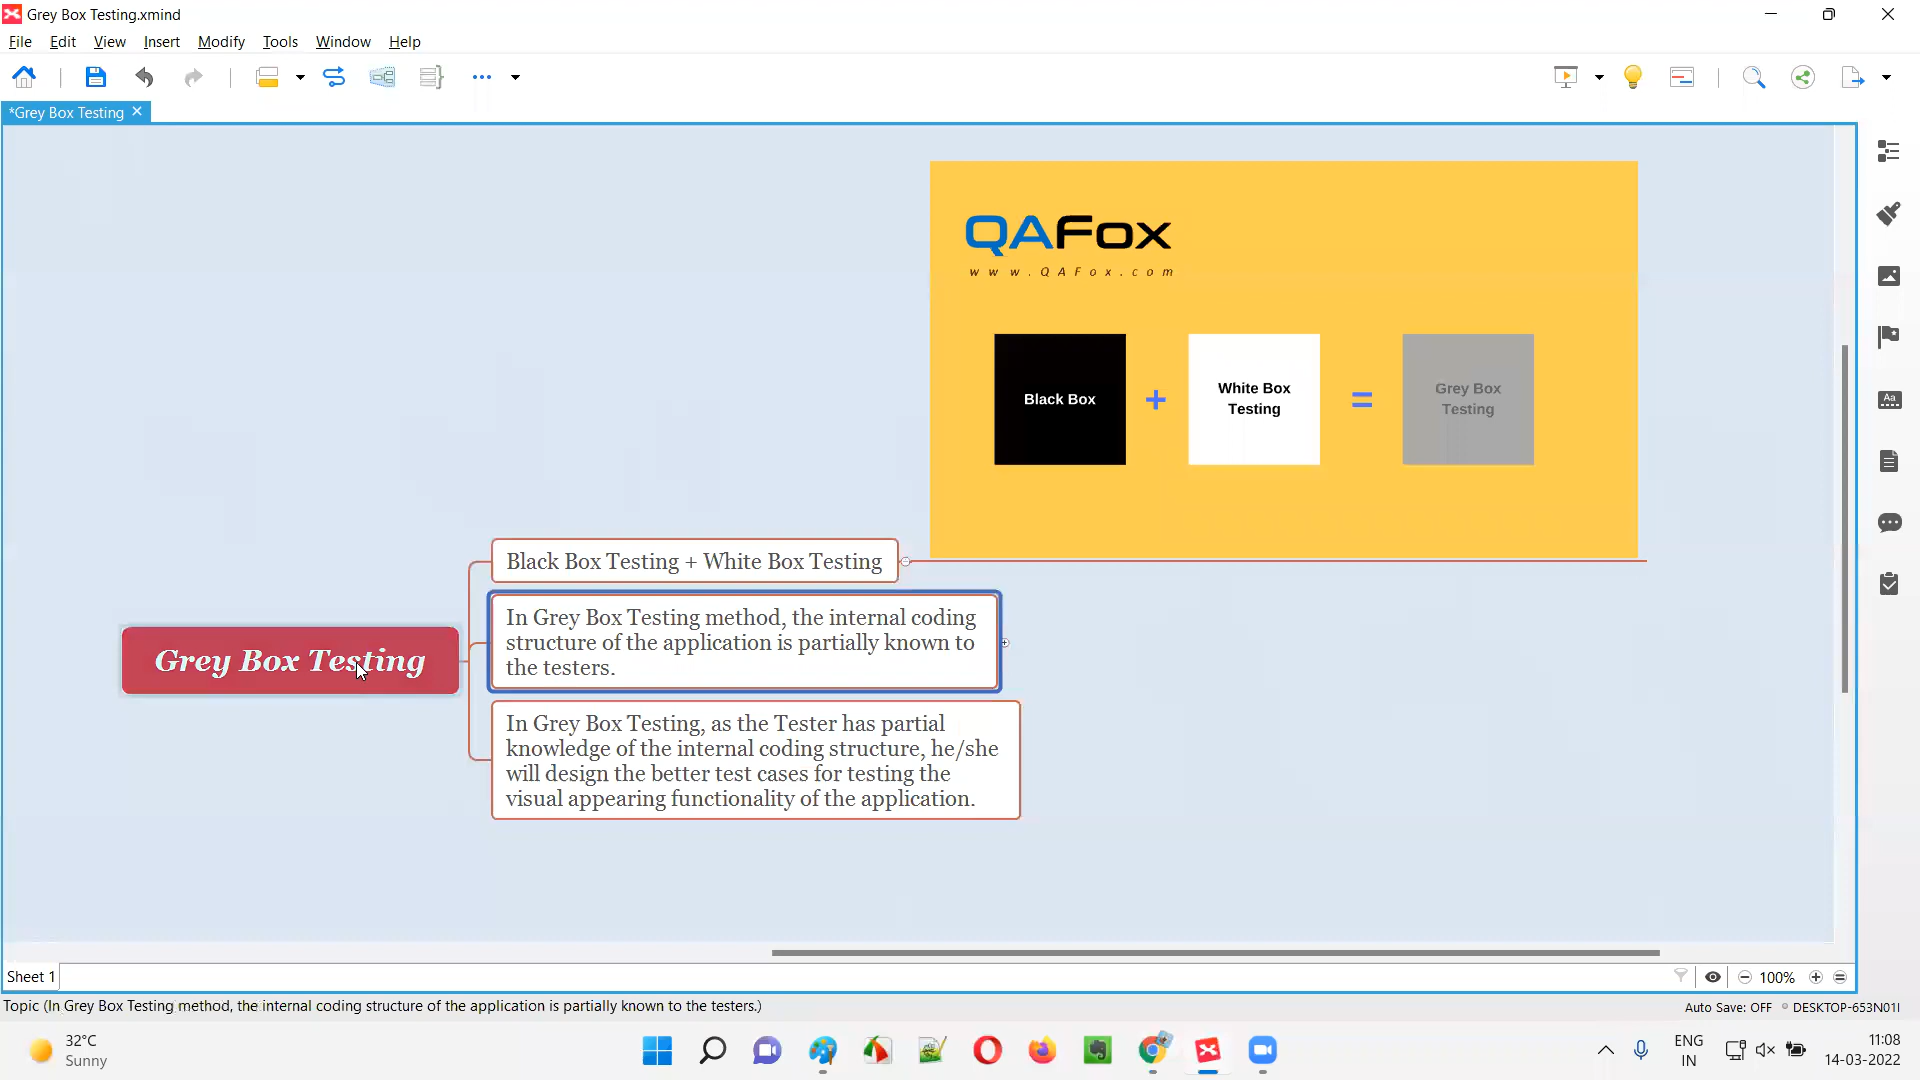 Grey Box Testing.xmind
File Edit View Insert Modify Tools Window Help
*Grey Box Testing
QAFox
www.QAFox.com
Black Box
+
White Box
Testing
=
Grey Box
Testing
Black Box Testing + White Box Testing
In Grey Box Testing method, the internal coding
structure of the application is partially known to
the testers.
Grey Box Testing
In Grey Box Testing, as the Tester has partial
knowledge of the internal coding structure, he/she
will design the better test cases for testing the
visual appearing functionality of the application.
Aa
Sheet 1
100%
Topic (In Grey Box Testing method, the internal coding structure of the application is partially known to the testers.)
Auto Save: OFF
DESKTOP-653N01I
32°C
Sunny
ENG
IN
11:08
14-03-2022